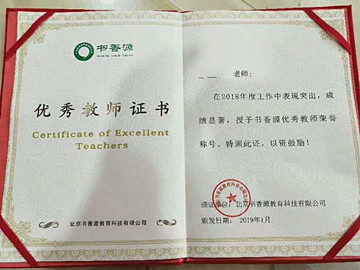 书香源
优秀教师证书
Certificate of Excellent
Teachers
北京书香源教育科技有限公司
老师：
在2018年度工作中表现突出，成
绩显著，授予书香源优秀教师荣誉
称号，特颁此证，以资鼓励！
颁证单位：北京书香源教育科技有限公司
颁发日期：2019年1月